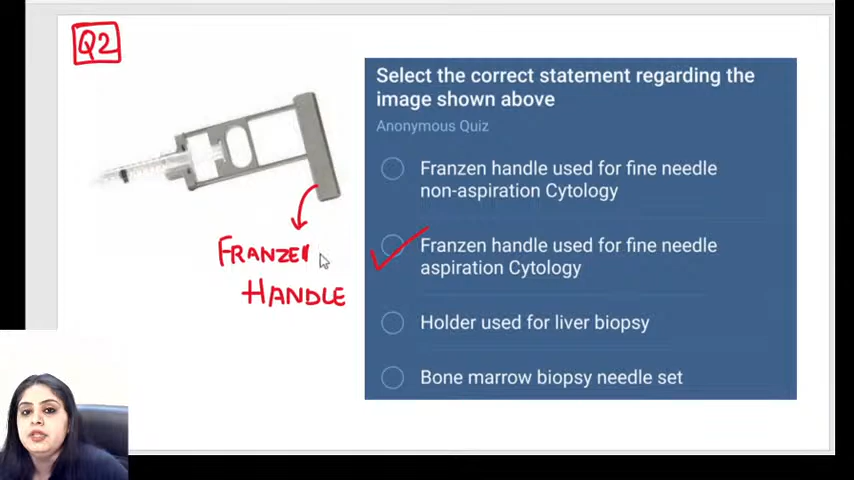 Q2
Select the correct statement regarding the
image shown above
Anonymous Quiz
Franzen handle used for fine needle
non-aspiration Cytology
Franzen handle used for fine needle
aspiration Cytology
Holder used for liver biopsy
Bone marrow biopsy needle set
FRANZEN
HANDLE